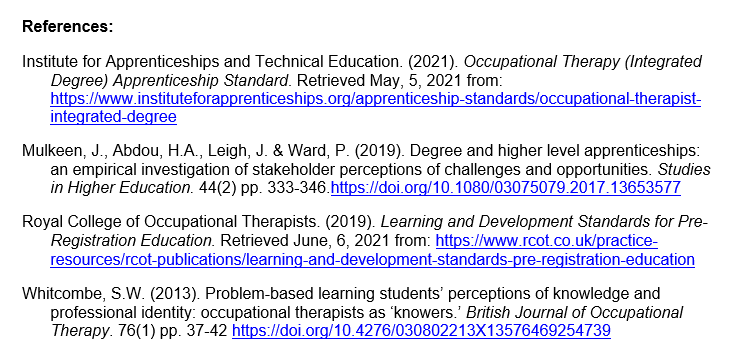 References:
Institute for Apprenticeships and Technical Education. (2021). Occupational Therapy (Integrated
Degree) Apprenticeship Standard. Retrieved May, 5, 2021 from:
https://www.instituteforapprenticeships.org/apprenticeship-standards/occupational-therapist-
integrated-degree
Mulkeen, J., Abdou, H.A., Leigh, J. & Ward, P. (2019). Degree and higher level apprenticeships:
an empirical investigation of stakeholder perceptions of challenges and opportunities. Studies
in Higher Education. 44(2) pp. 333-346.https://doi.org/10.1080/03075079.2017.13653577
Royal College of Occupational Therapists. (2019). Learning and Development Standards for Pre-
Registration Education. Retrieved June, 6, 2021 from: https://www.rcot.co.uk/practice-
resources/rcot-publications/learning-and-development-standards-pre-registration-education
Whitcombe, S.W. (2013). Problem-based learning students’ perceptions of knowledge and
professional identity: occupational therapists as ‘knowers.’ British Journal of Occupational
Therapy. 76(1) pp. 37-42 https://doi.org/10.4276/030802213X13576469254739